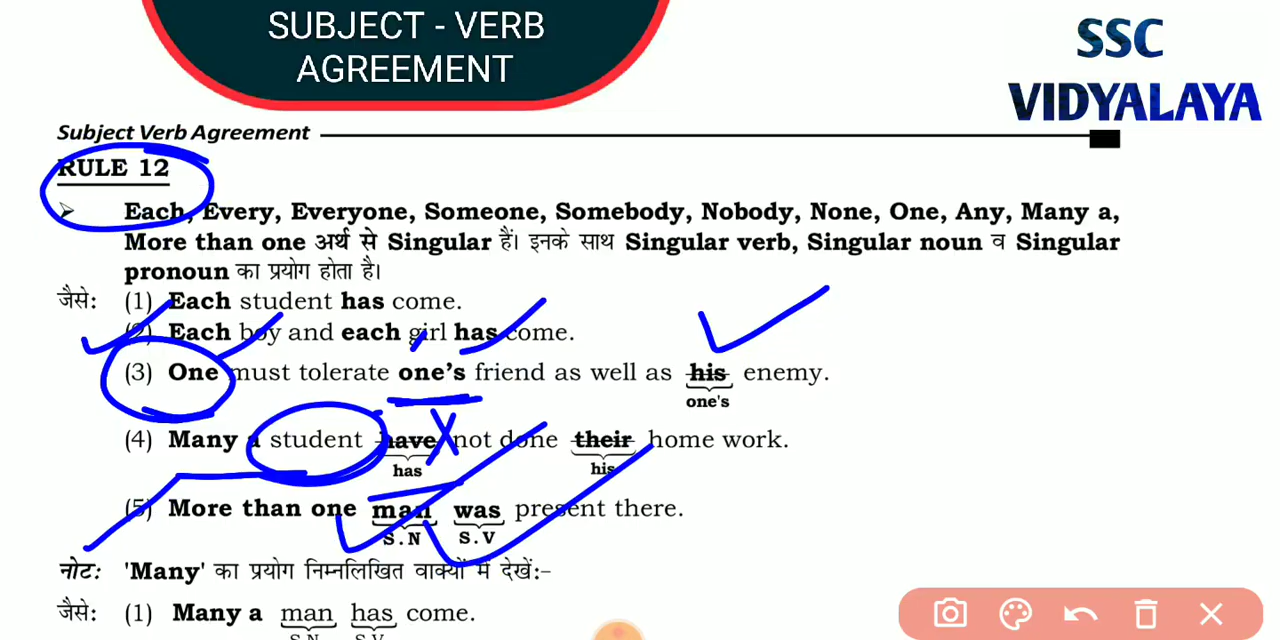 SUBJECT - VERB
AGREEMENT
SSC
VIDYALAYA
Subject Verb Agreement
RULE 12
➢ Each, Every, Everyone, Someone, Somebody, Nobody, None, One, Any, Many a,
More than one अर्थ से Singular हैं। इनके साथ Singular verb, Singular noun व Singular
pronoun का प्रयोग होता है।
जैसे: (1) Each student has come.
(2) Each boy and each girl has come.
(3) One must tolerate one's friend as well as his enemy.
one's
(4) Many a student have not done their home work.
has his
(5) More than one man was present there.
S.N S.V
नोट: 'Many' का प्रयोग निम्नलिखित वाक्यों में देखें:-
जैसे: (1) Many a man has come.
S.N S.V